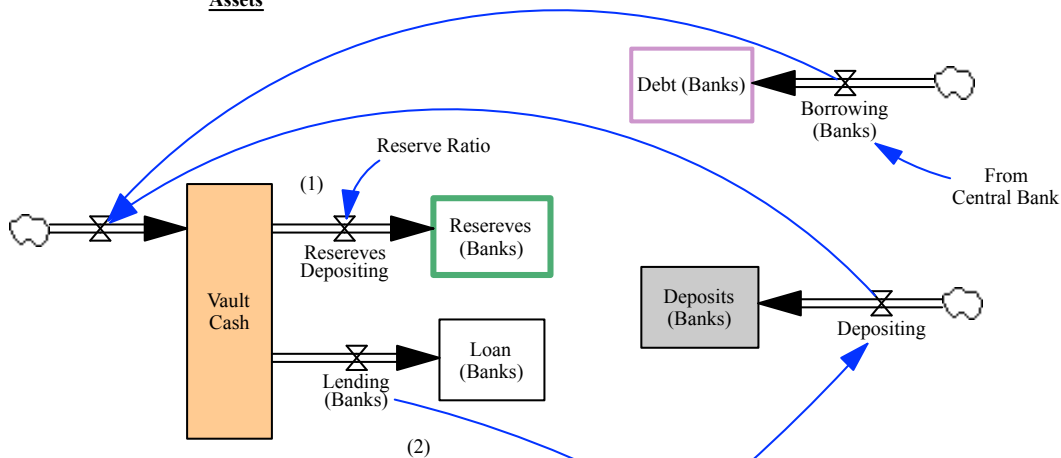 Assets
Debt (Banks)
Borrowing
(Banks)
Reserve Ratio
From
Central Bank
(1)
Resereves
(Banks)
Resereves
Depositing
Vault
Cash
Deposits
(Banks)
Depositing
Loan
(Banks)
Lending
(Banks)
(2)